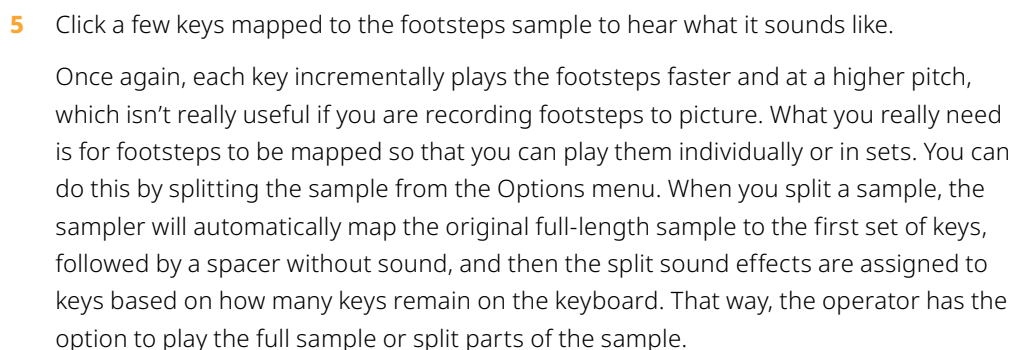 5 Click a few keys mapped to the footsteps sample to hear what it sounds like.
Once again, each key incrementally plays the footsteps faster and at a higher pitch,
which isn’t really useful if you are recording footsteps to picture. What you really need
is for footsteps to be mapped so that you can play them individually or in sets. You can
do this by splitting the sample from the Options menu. When you split a sample, the
sampler will automatically map the original full-length sample to the first set of keys,
followed by a spacer without sound, and then the split sound effects are assigned to
keys based on how many keys remain on the keyboard. That way, the operator has the
option to play the full sample or split parts of the sample.